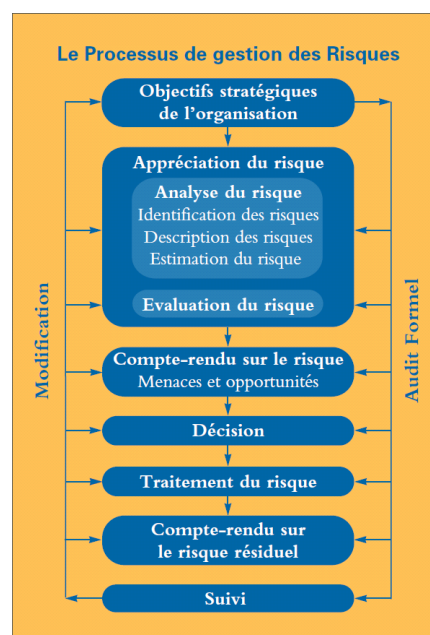 Le Processus de gestion des Risques
Objectifs stratégiques
de l'organisation
Appréciation du risque
Analyse du risque
Identification des risques
Description des risques
Estimation du risque
Evaluation du risque
Compte-rendu sur le risque
Menaces et opportunités
Décision
Traitement du risque
Compte-rendu sur
le risque résiduel
Suivi
Modification
Audit Formel